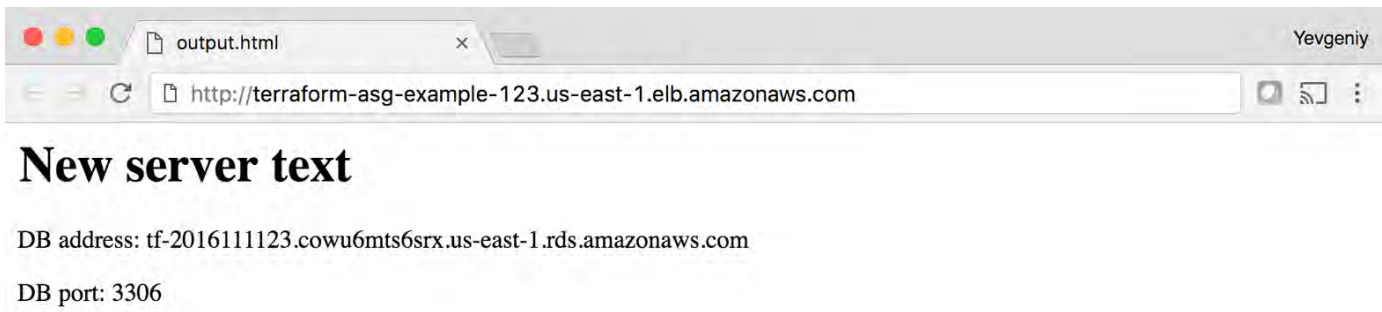 output.html
Yevgeniy
http://terraform-asg-example-123.us-east-1.elb.amazonaws.com
New server text
DB address: tf-2016111123.cowu6mts6srx.us-east-1.rds.amazonaws.com
DB port: 3306